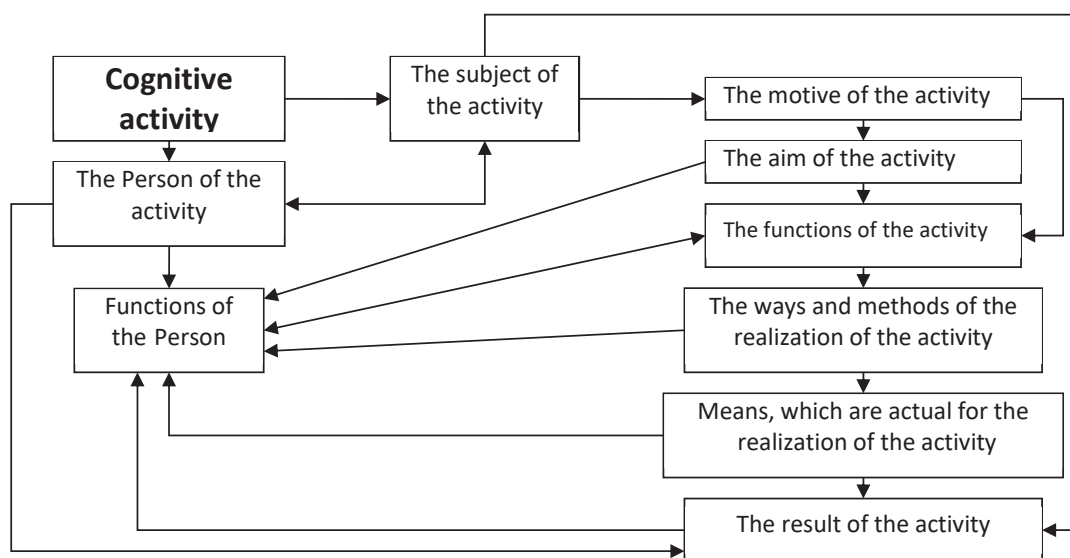 Cognitive
activity
The subject of
the activity
The motive of the activity
The aim of the activity
The Person of the
activity
The functions of the activity
Functions of
the Person
The ways and methods of the
realization of the activity
Means, which are actual for the
realization of the activity
The result of the activity